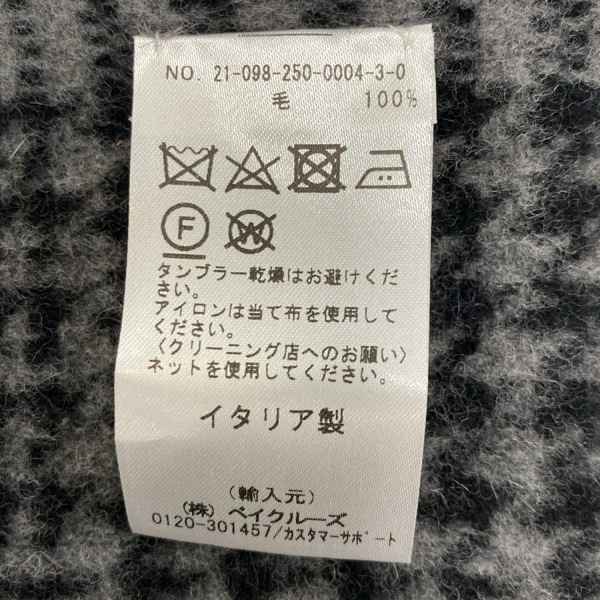 NO. 21-098-250-0004-3-0
毛 100%
F W
タンブラー乾燥はお避けくだ
さい。
アイロンは当て布を使用して
ください。
〈クリーニング店へのお願い〉
ネットを使用してください。
イタリア製
(輸入元)
(株) ベイクルーズ
0120-301457/カスタマーサポート